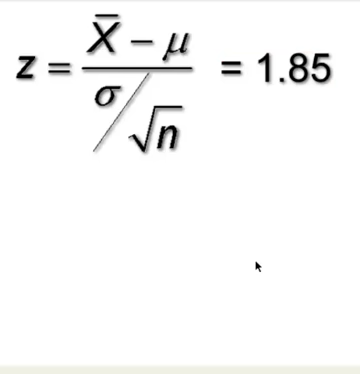 z = (X̄ − μ) / (σ / √n) = 1.85